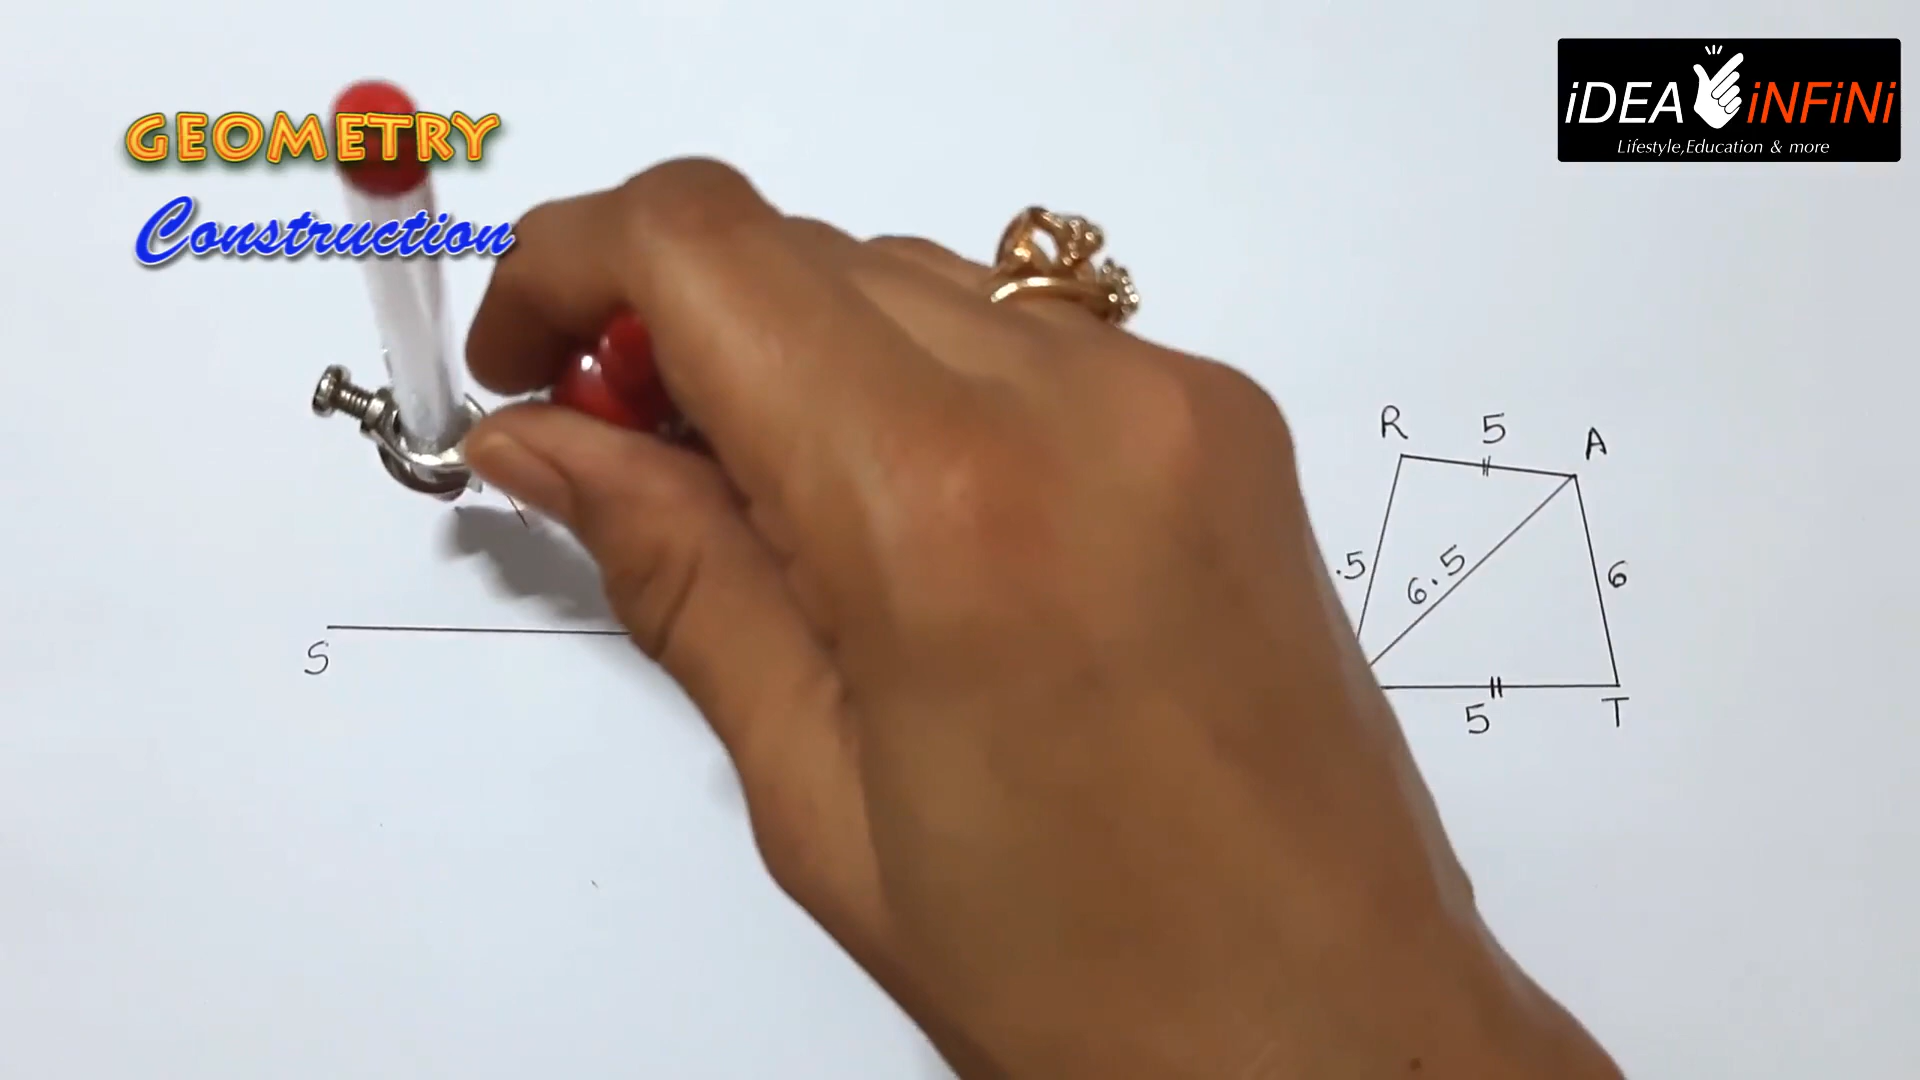 GEOMETRY
Construction
iDEA iNFiNi
Lifestyle,Education & more
R
5
A
.5
6.5
6
S
5
T